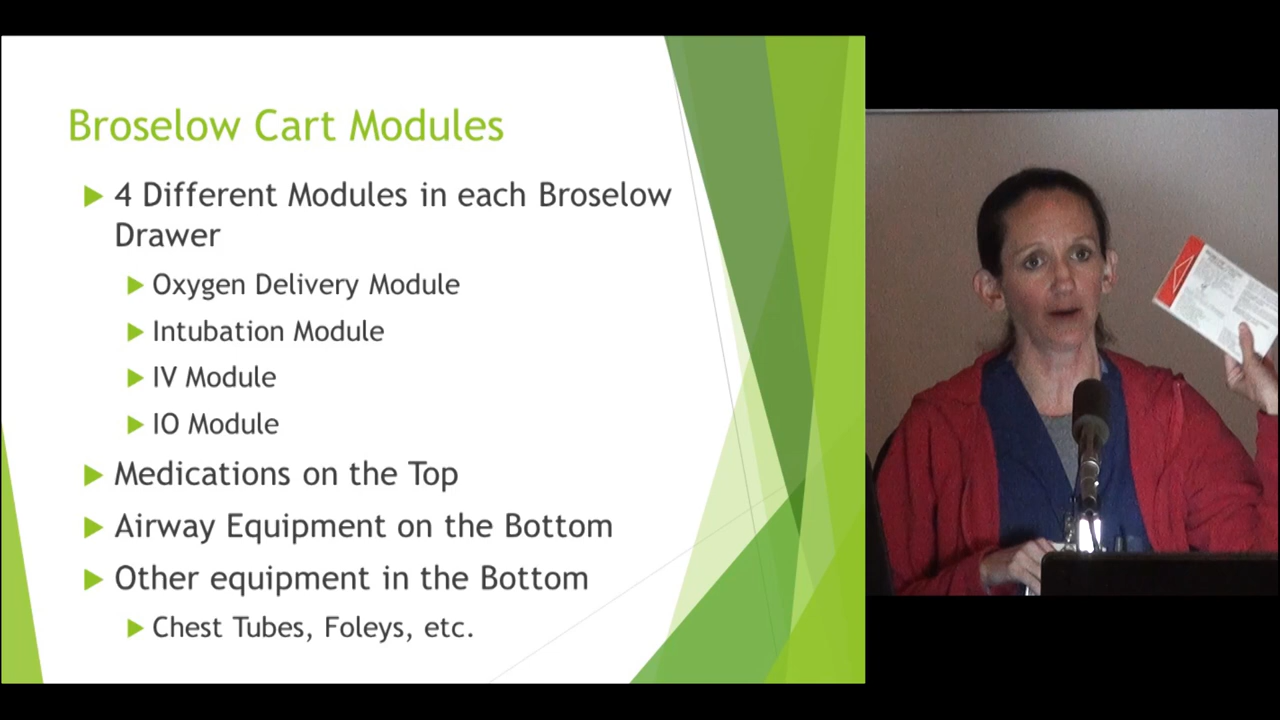 Broselow Cart Modules
4 Different Modules in each Broselow
Drawer
Oxygen Delivery Module
Intubation Module
IV Module
IO Module
Medications on the Top
Airway Equipment on the Bottom
Other equipment in the Bottom
Chest Tubes, Foleys, etc.